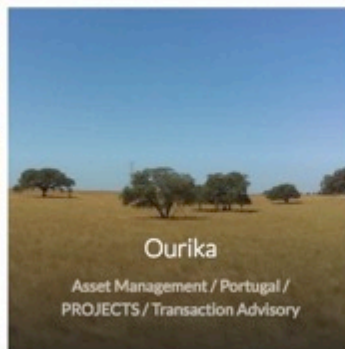 Ourika
Asset Management / Portugal /
PROJECTS / Transaction Advisory